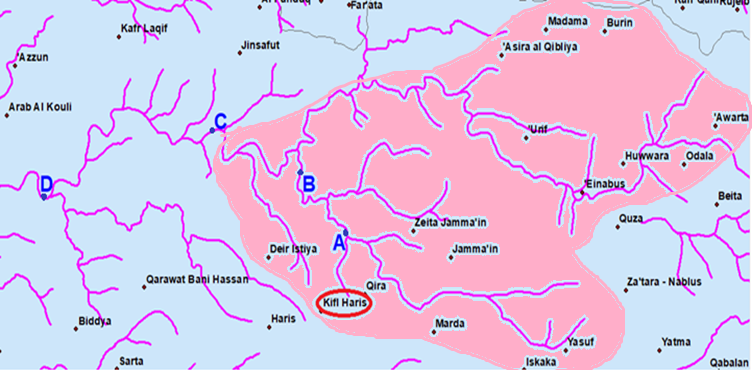 Far'ata
Kafr Laqif
Jinsafut
Madama
Burin
'Asira al Qibliya
'Azzun
Arab Al Kouli
C
'Urif
'Awarta
Huwwara
Odala
D
B
'Einabus
Beita
Quza
Zeita Jamma'in
A
Deir Istiya
Jamma'in
Qarawat Bani Hassan
Qira
Za'tara - Nablus
Kifl Haris
Biddya
Haris
Marda
Yasuf
Yatma
Sarta
Iskaka
Qabalan